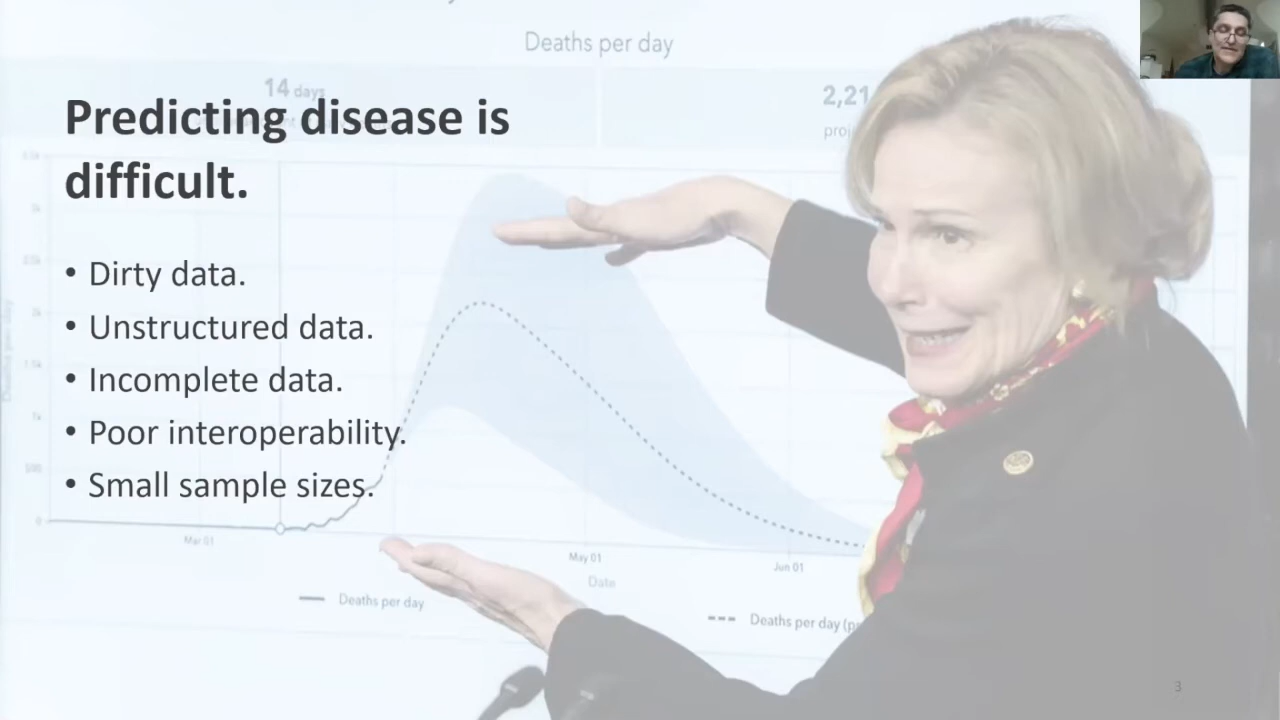 Deaths per day
14 days
2,21
Predicting disease is
difficult.
• Dirty data.
• Unstructured data.
• Incomplete data.
• Poor interoperability.
• Small sample sizes.
0
Mar 01
May 01
Jun 01
Date
Deaths per day
Deaths per day (p
3